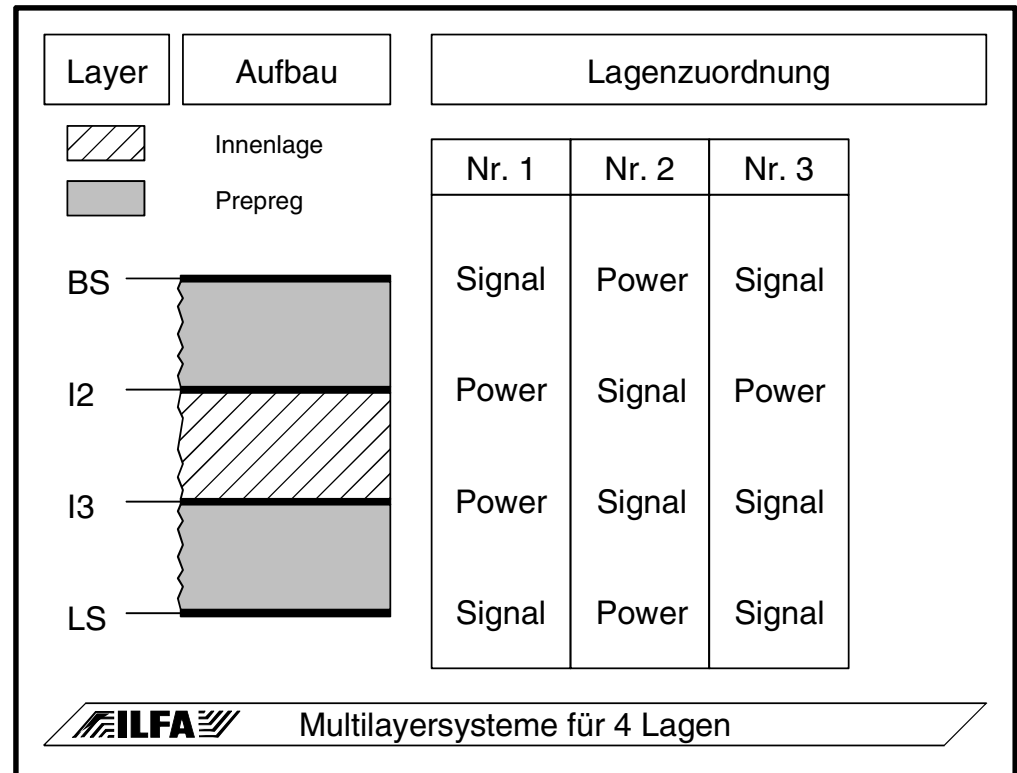 Layer Aufbau Lagenzuordnung
Innenlage
Prepreg
Nr. 1 Nr. 2 Nr. 3
BS Signal Power Signal
I2 Power Signal Power
I3 Power Signal Signal
LS Signal Power Signal
ILFA Multilayersysteme für 4 Lagen